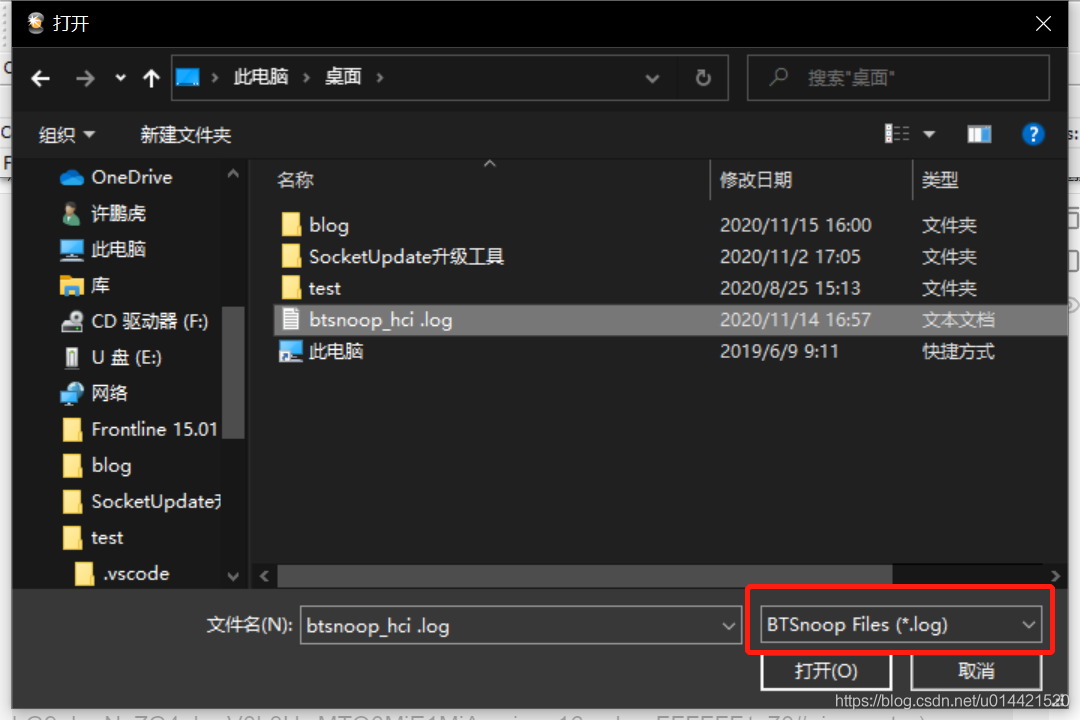 打开
此电脑 > 桌面 >
搜索"桌面"
组织
新建文件夹
OneDrive
许鹏虎
此电脑
库
CD 驱动器 (F:)
U 盘 (E:)
网络
Frontline 15.01
blog
SocketUpdate升
test
.vscode
名称 修改日期 类型
blog 2020/11/15 16:00 文件夹
SocketUpdate升级工具 2020/11/2 17:05 文件夹
test 2020/8/25 15:13 文件夹
btsnoop_hci .log 2020/11/14 16:57 文本文档
此电脑 2019/6/9 9:11 快捷方式
文件名(N): btsnoop_hci .log
BTSnoop Files (*.log)
打开(O) 取消